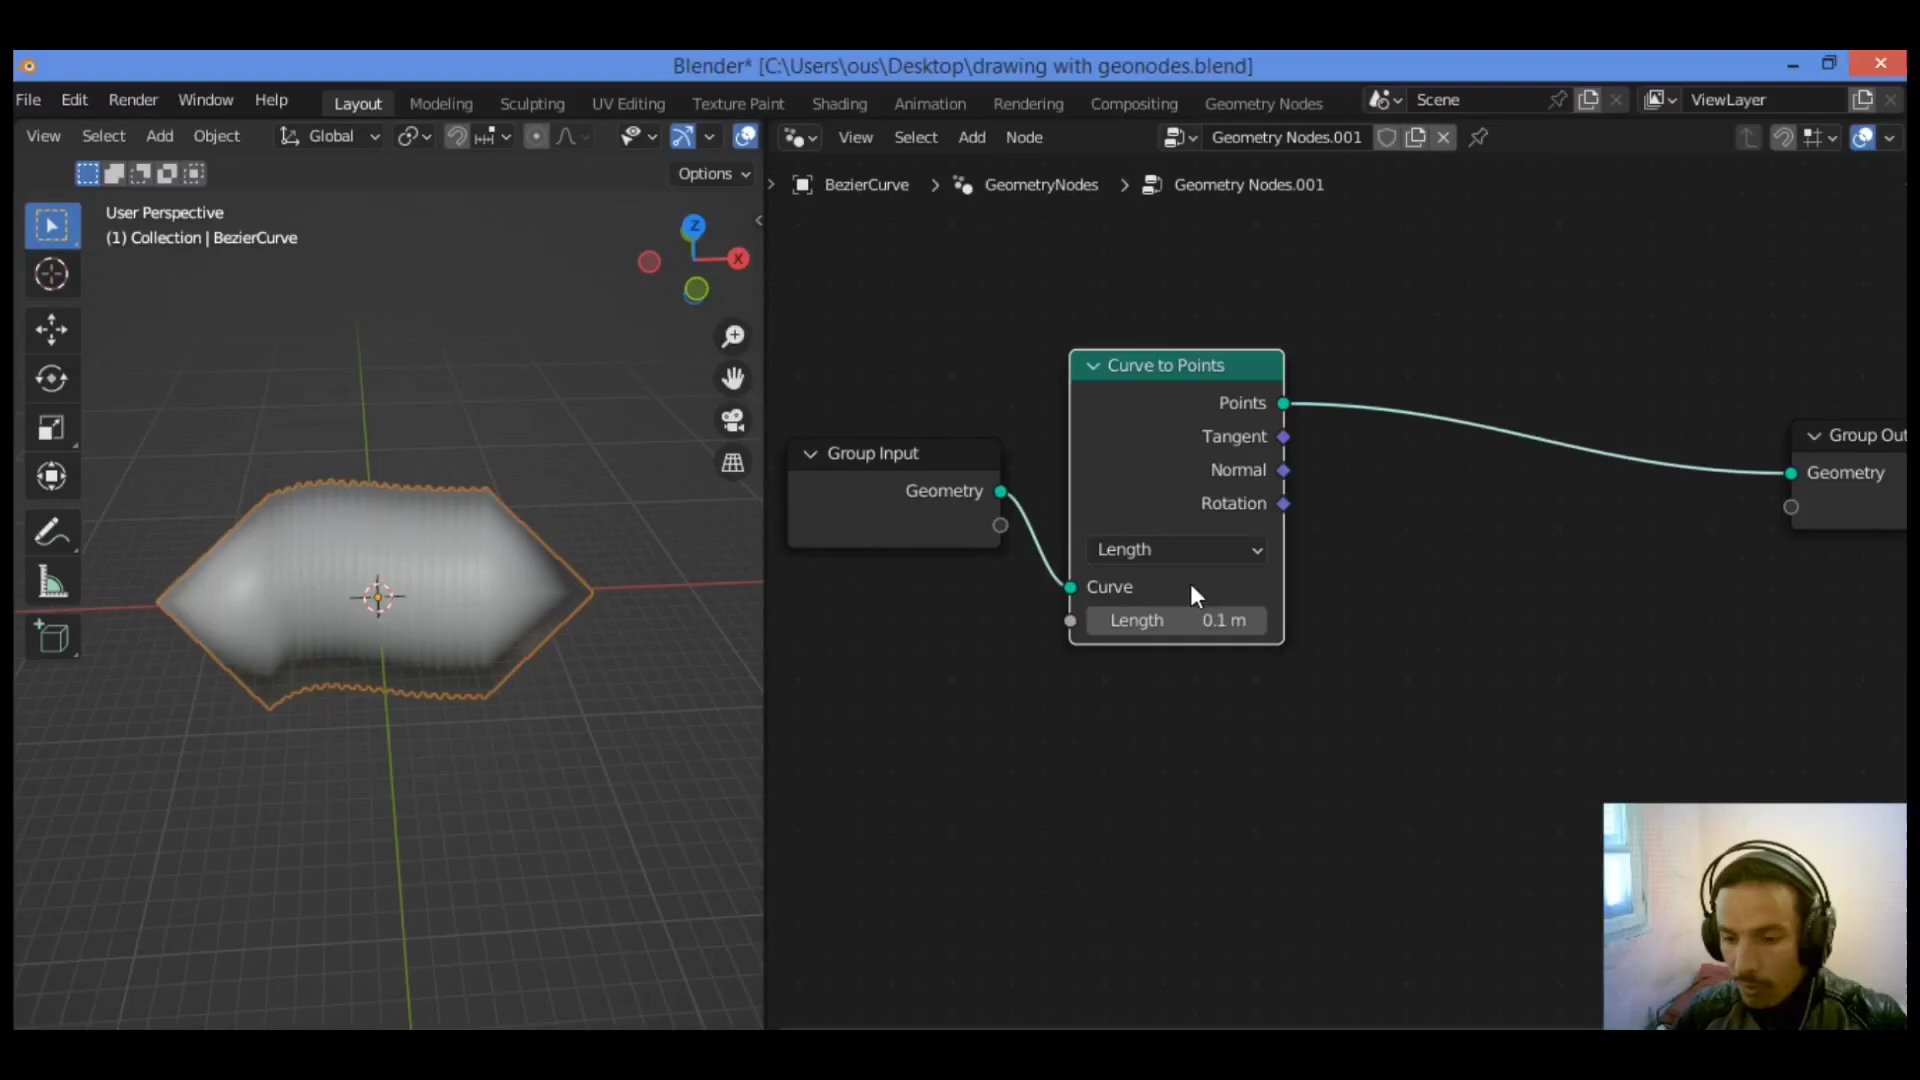 Blender* [C:\Users\ous\Desktop\drawing with geonodes.blend]
File Edit Render Window Help Layout Modeling Sculpting UV Editing Texture Paint Shading Animation Rendering Compositing Geometry Nodes Scene ViewLayer
View Select Add Object Global
View Select Add Node Geometry Nodes.001
Options
BezierCurve > GeometryNodes > Geometry Nodes.001
User Perspective
(1) Collection | BezierCurve
Z
X
Group Input
Geometry
Curve to Points
Points
Tangent
Normal
Rotation
Length
Curve
Length 0.1 m
Group Out
Geometry